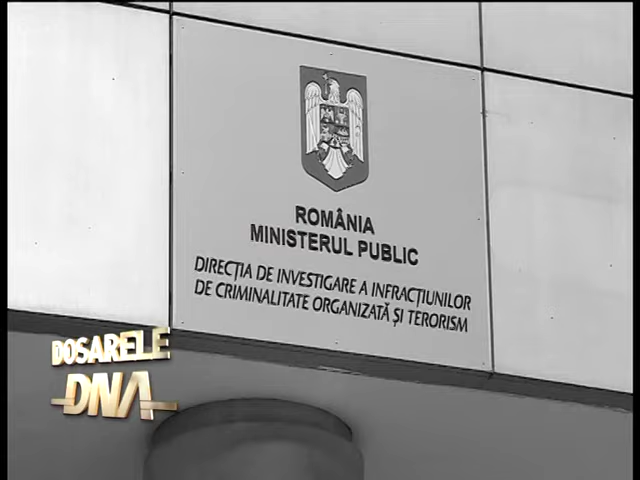 ROMÂNIA
MINISTERUL PUBLIC
DIRECȚIA DE INVESTIGARE A INFRACȚIUNILOR
DE CRIMINALITATE ORGANIZATĂ ȘI TERORISM
DOSARELE
DNA